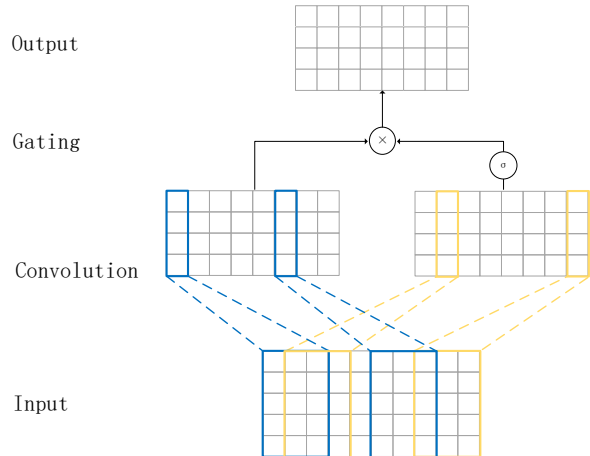 Output
Gating
×
σ
Convolution
Input